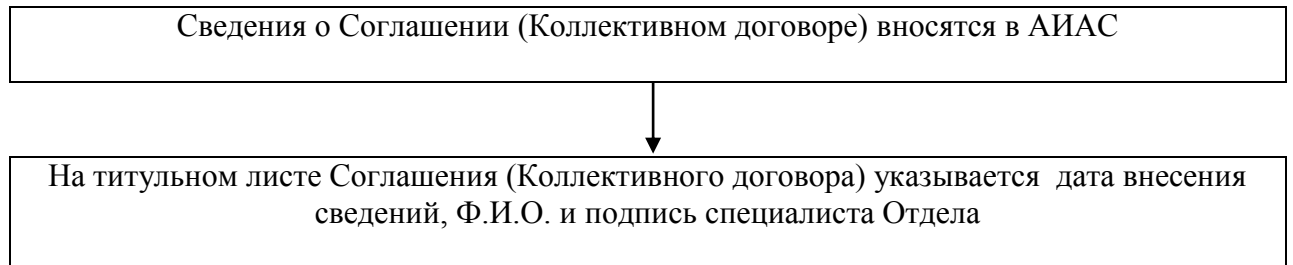 Сведения о Соглашении (Коллективном договоре) вносятся в АИАС
На титульном листе Соглашения (Коллективного договора) указывается  дата внесения
сведений, Ф.И.О. и подпись специалиста Отдела